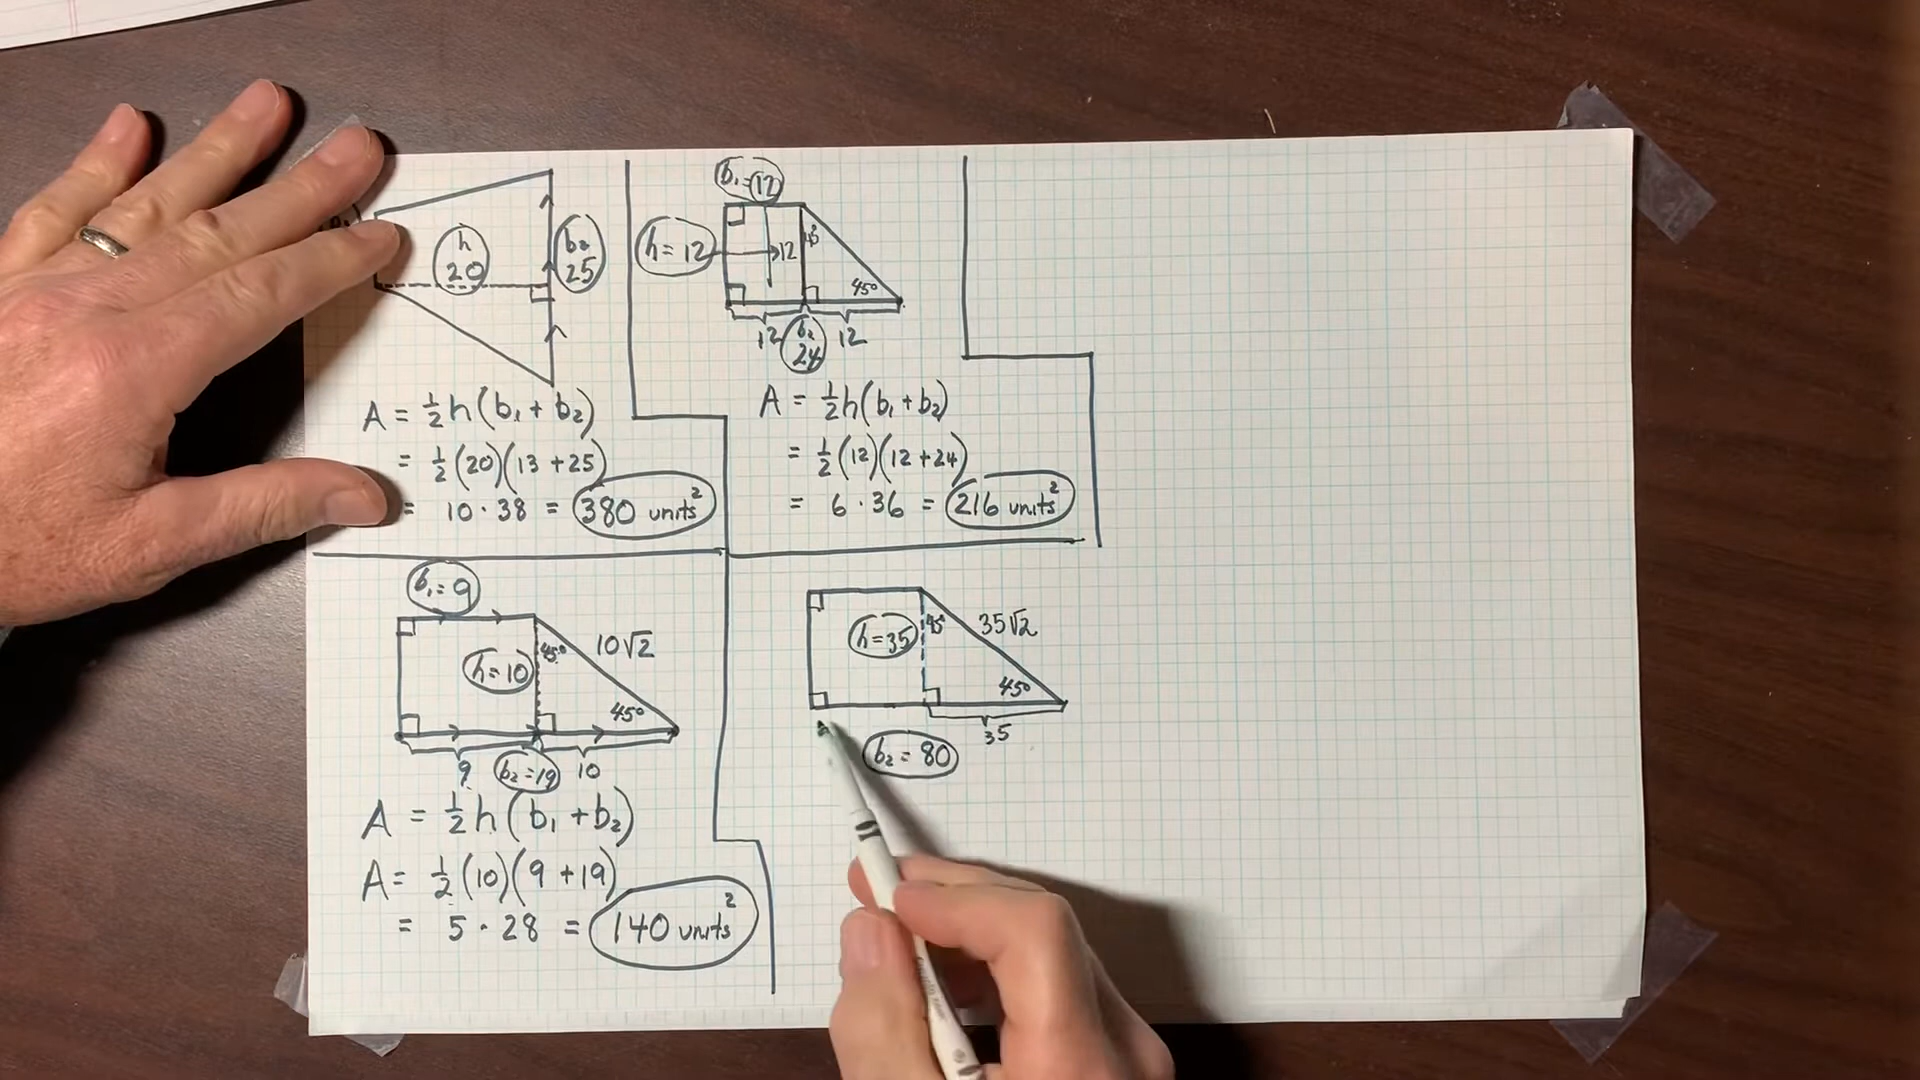 h
20
b₂
25
A = ½h(b₁ + b₂)
= ½(20)(13 + 25)
= 10 · 38 = 380 units²
b₁ = 12
h = 12
12
45°
45°
12
b₂
24
12
A = ½h(b₁ + b₂)
= ½(12)(12 + 24)
= 6 · 36 = 216 units²
b₁ = 9
10√2
45°
h = 10
45°
9
b₂ = 19
10
A = ½h(b₁ + b₂)
A = ½(10)(9 + 19)
= 5 · 28 = 140 units²
h = 35
45°
35√2
45°
35
b₂ = 80